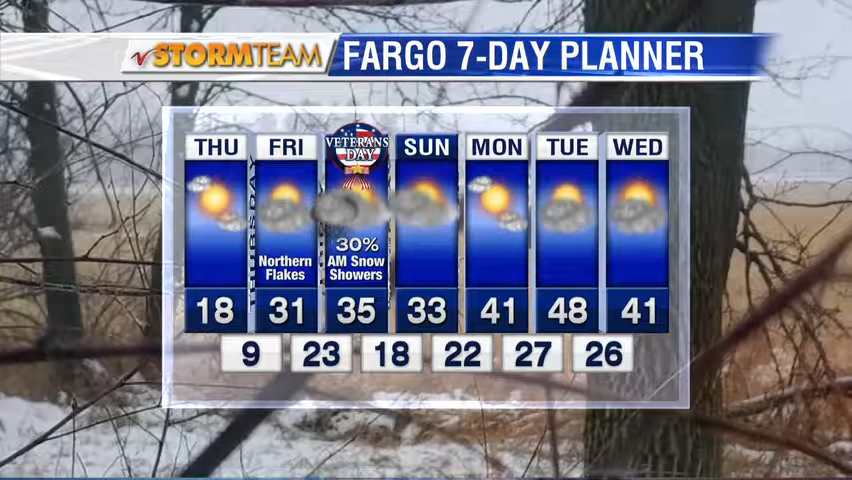 STORMTEAM
FARGO 7-DAY PLANNER
THU FRI VETERANS DAY SUN MON TUE WED
THURSDAY
30%
Northern Flakes
AM Snow Showers
18 31 35 33 41 48 41
9 23 18 22 27 26